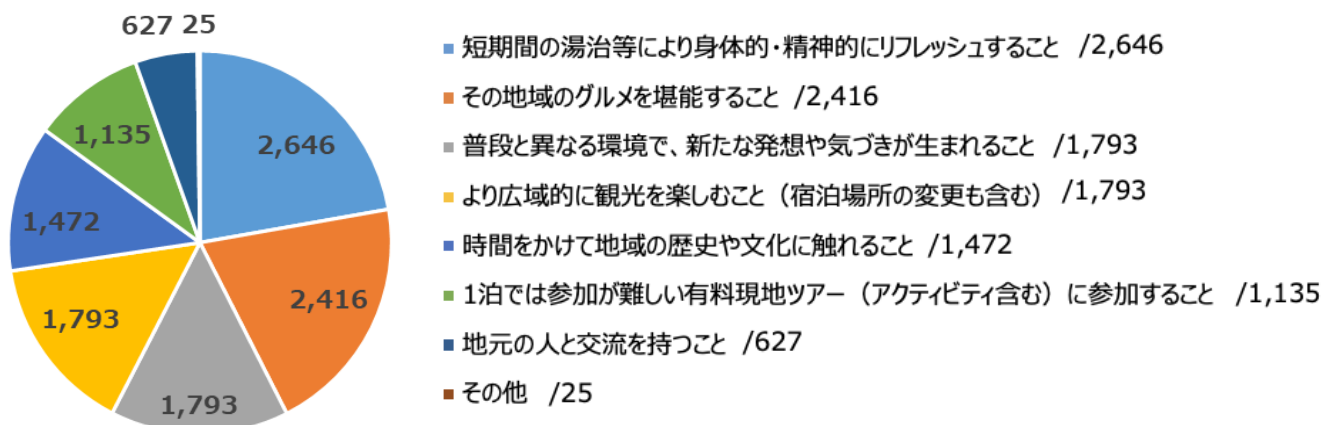 627 25
2,646
1,135
1,472
2,416
1,793
1,793
短期間の湯治等により身体的・精神的にリフレッシュすること /2,646
その地域のグルメを堪能すること /2,416
普段と異なる環境で、新たな発想や気づきが生まれること /1,793
より広域的に観光を楽しむこと（宿泊場所の変更も含む） /1,793
時間をかけて地域の歴史や文化に触れること /1,472
1泊では参加が難しい有料現地ツアー（アクティビティ含む）に参加すること /1,135
地元の人と交流を持つこと /627
その他 /25